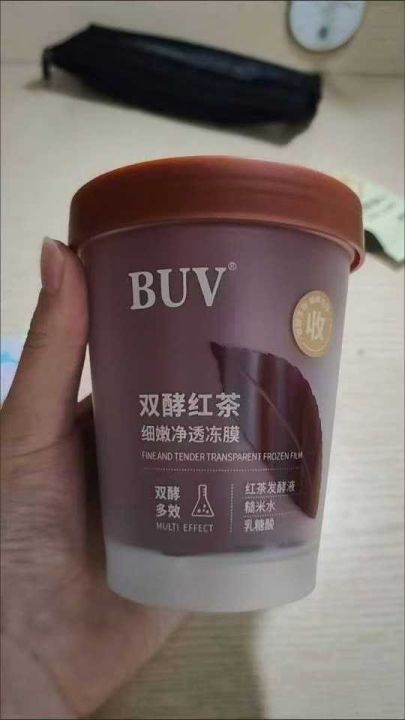 BUV®
收
双酵红茶
细嫩净透冻膜
FINE AND TENDER TRANSPARENT FROZEN FILM
双酵
多效
MULTI EFFECT
红茶发酵液
糙米水
乳糖酸